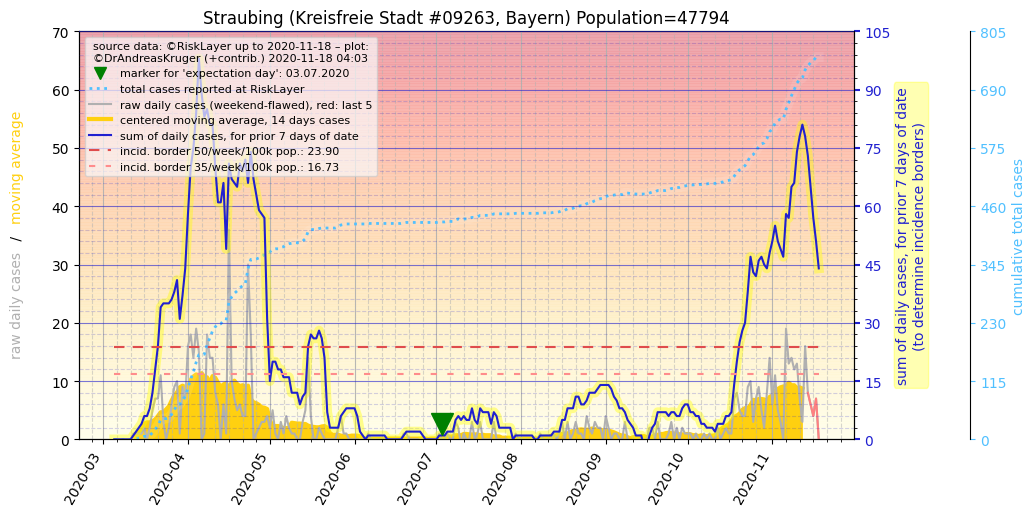 Straubing (Kreisfreie Stadt #09263, Bayern) Population=47794
source data: ©RiskLayer up to 2020-11-18 – plot:
©DrAndreasKruger (+contrib.) 2020-11-18 04:03
marker for 'expectation day': 03.07.2020
total cases reported at RiskLayer
raw daily cases (weekend-flawed), red: last 5
centered moving average, 14 days cases
sum of daily cases, for prior 7 days of date
incid. border 50/week/100k pop.: 23.90
incid. border 35/week/100k pop.: 16.73
raw daily cases / moving average
70
60
50
40
30
20
10
0
105
90
75
60
45
30
15
0
sum of daily cases, for prior 7 days of date
(to determine incidence borders)
805
690
575
460
345
230
115
0
cumulative total cases
2020-03
2020-04
2020-05
2020-06
2020-07
2020-08
2020-09
2020-10
2020-11